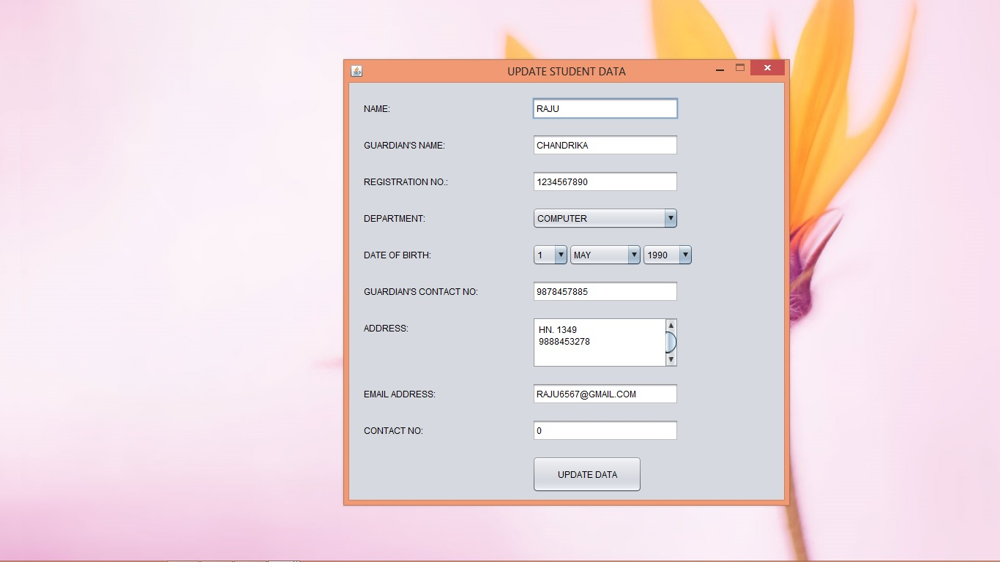 UPDATE STUDENT DATA
NAME: RAJU
GUARDIAN'S NAME: CHANDRIKA
REGISTRATION NO.: 1234567890
DEPARTMENT: COMPUTER
DATE OF BIRTH: 1 MAY 1990
GUARDIAN'S CONTACT NO: 9878457885
ADDRESS: HN. 1349
9888453278
EMAIL ADDRESS: RAJU6567@GMAIL.COM
CONTACT NO: 0
UPDATE DATA